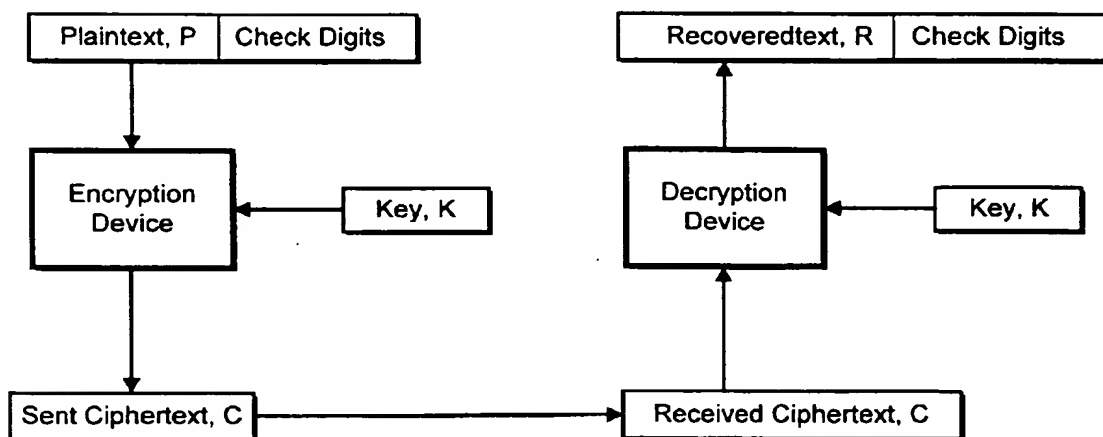 Plaintext, P Check Digits
Recoveredtext, R Check Digits
Encryption
Device
Key, K
Decryption
Device
Key, K
Sent Ciphertext, C
Received Ciphertext, C